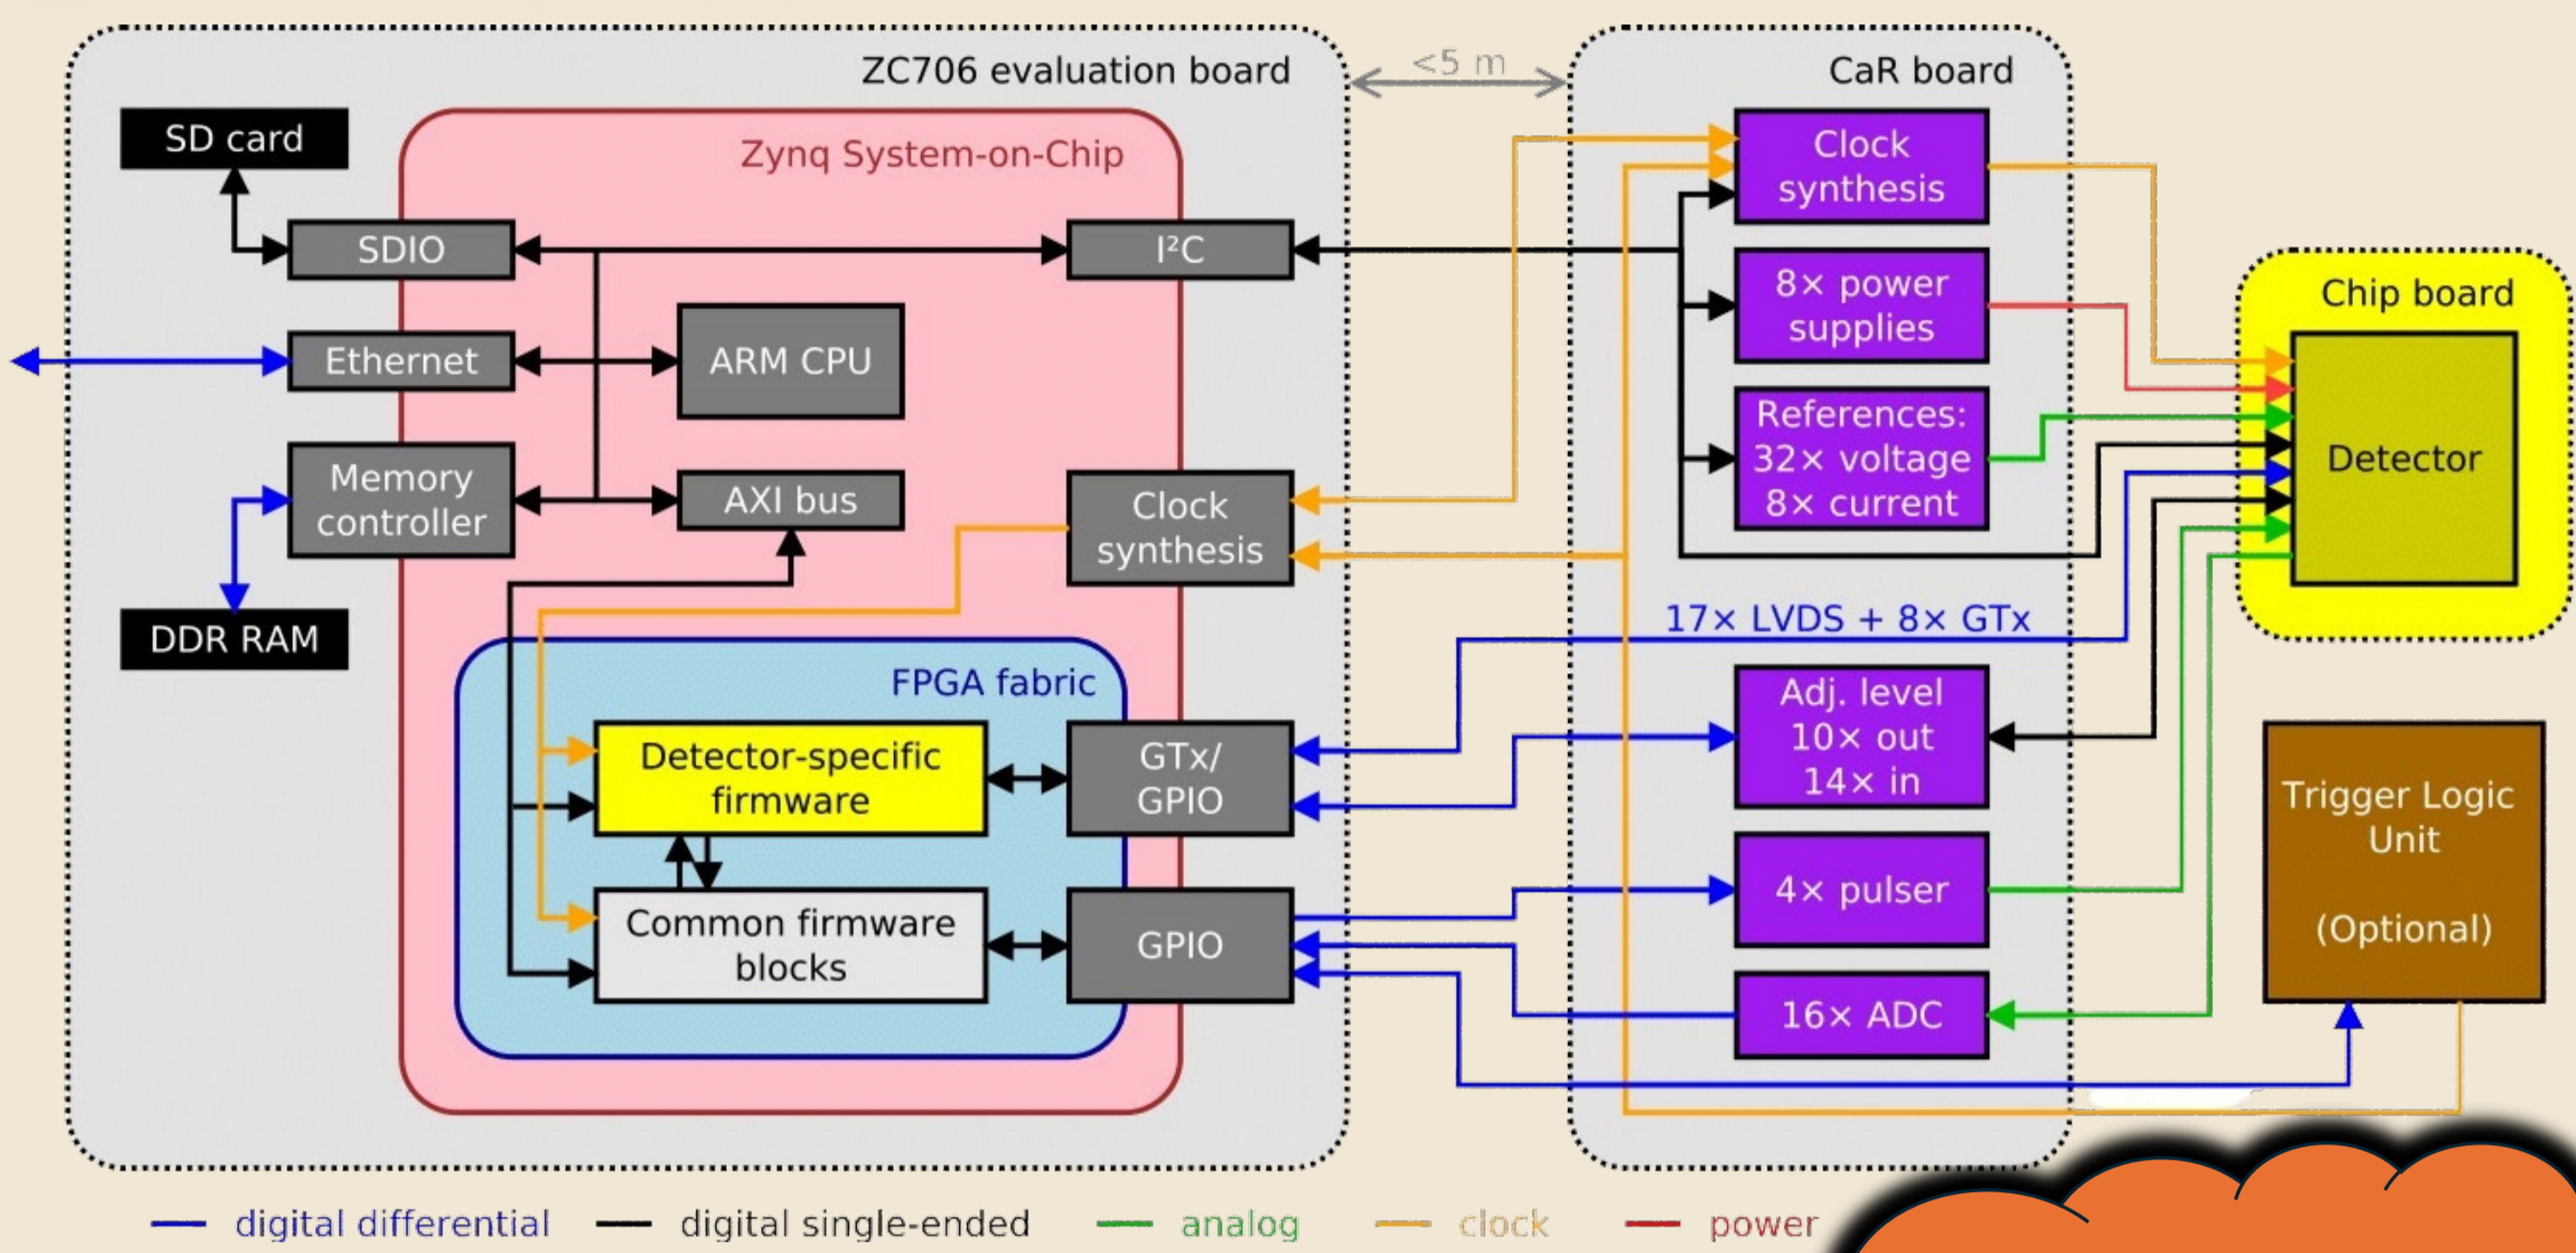 ZC706 evaluation board
<5 m
CaR board
SD card
Zynq System-on-Chip
Clock
synthesis
SDIO
I²C
8× power
supplies
Chip board
Ethernet
ARM CPU
References:
32× voltage
8× current
Detector
Memory
controller
AXI bus
Clock
synthesis
DDR RAM
17× LVDS + 8× GTx
FPGA fabric
Adj. level
10× out
14× in
Detector-specific
firmware
GTx/
GPIO
Trigger Logic
Unit
(Optional)
Common firmware
blocks
GPIO
4× pulser
16× ADC
digital differential
digital single-ended
analog
clock
power